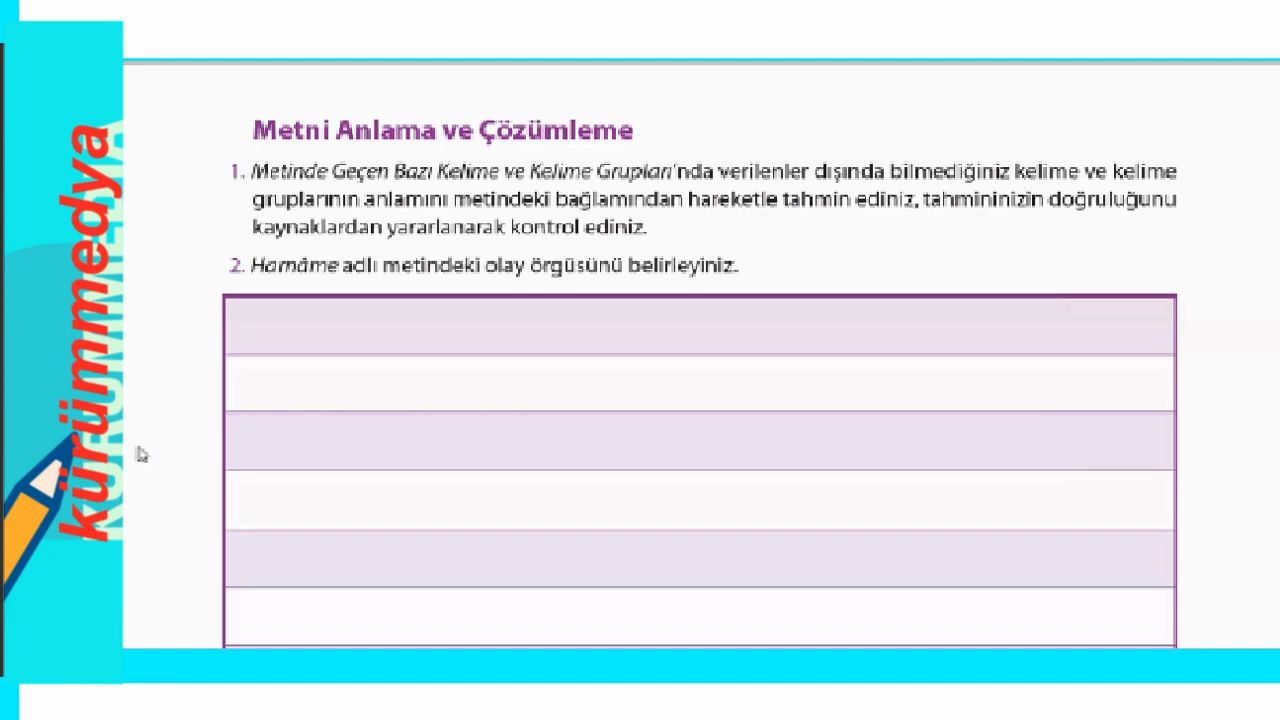 kürümmedya
Metni Anlama ve Çözümleme
1. Metinde Geçen Bazı Kelime ve Kelime Grupları'nda verilenler dışında bilmediğiniz kelime ve kelime
gruplarının anlamını metindeki bağlamından hareketle tahmin ediniz, tahmininizin doğruluğunu
kaynaklardan yararlanarak kontrol ediniz.
2. Harnâme adlı metindeki olay örgüsünü belirleyiniz.